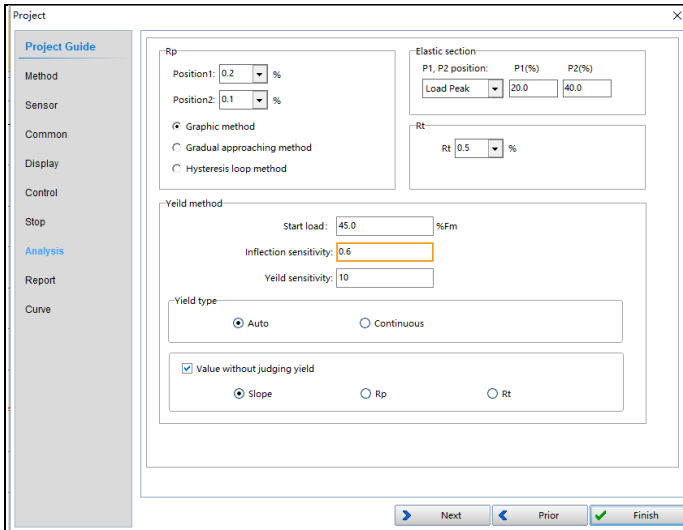 Project
Project Guide
Method
Sensor
Common
Display
Control
Stop
Analysis
Report
Curve
Rp
Position1: 0.2 %
Position2: 0.1 %
Graphic method
Gradual approaching method
Hysteresis loop method
Elastic section
P1, P2 position: P1(%) P2(%)
Load Peak 20.0 40.0
Rt
Rt 0.5 %
Yeild method
Start load: 45.0 %Fm
Inflection sensitivity: 0.6
Yeild sensitivity: 10
Yield type
Auto Continuous
Value without judging yield
Slope Rp Rt
Next Prior Finish